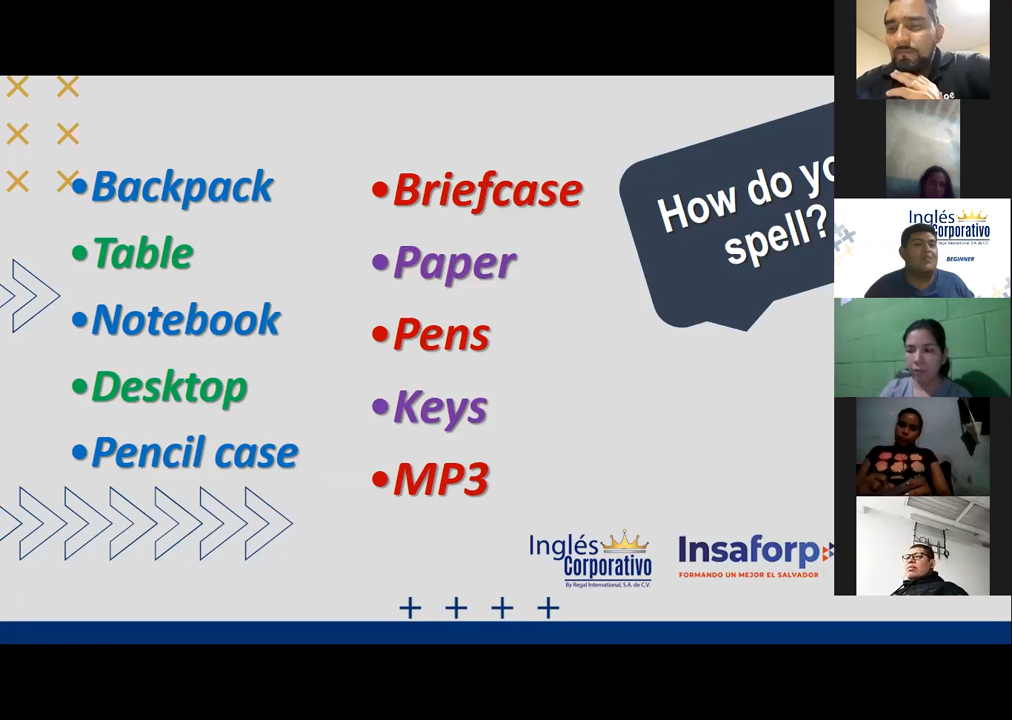 •Backpack
•Table
•Notebook
•Desktop
•Pencil case
•Briefcase
•Paper
•Pens
•Keys
•MP3
How do yo
spell?
Inglés
Corporativo
By Regal International, S.A. de C.V.
Insaforp
FORMANDO UN MEJOR EL SALVADOR
Inglés
Corporativo
BEGINNER